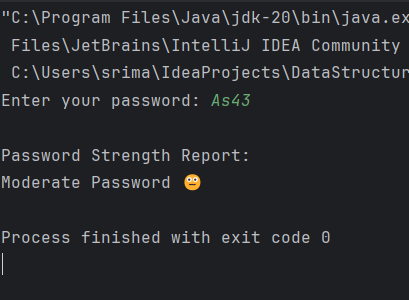 "C:\Program Files\Java\jdk-20\bin\java.ex
Files\JetBrains\IntelliJ IDEA Community
C:\Users\srima\IdeaProjects\DataStructur
Enter your password: As43
Password Strength Report:
Moderate Password 😐
Process finished with exit code 0